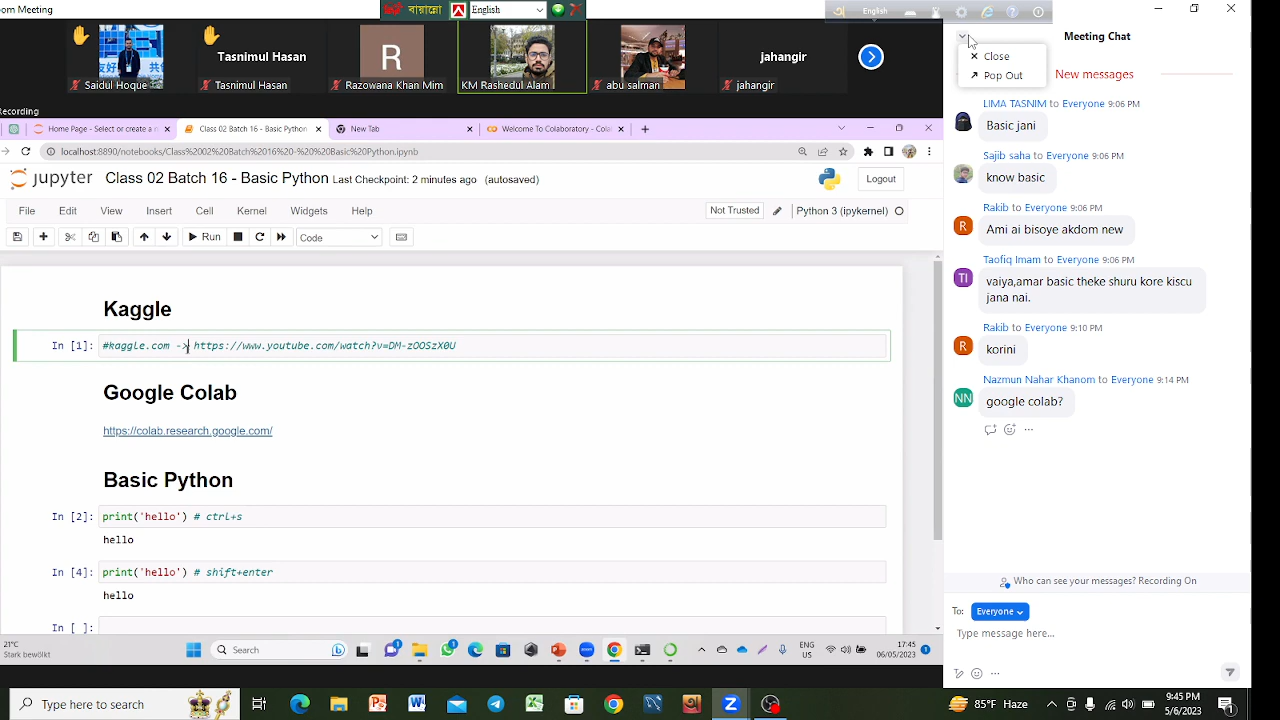 om Meeting
English
English
Saidul Hoque
Tasnimul Hasan
Tasnimul Hasan
R
Razowana Khan Mim
KM Rashedul Alam
abu salman
jahangir
jahangir
Recording
Home Page - Select or create a n
Class 02 Batch 16 - Basic Python
New Tab
Welcome To Colaboratory - Cola
localhost:8890/notebooks/Class%2002%20Batch%2016%20-%20Basic%20Python.ipynb
jupyter Class 02 Batch 16 - Basic Python Last Checkpoint: 2 minutes ago (autosaved)
Logout
File Edit View Insert Cell Kernel Widgets Help
Not Trusted
Python 3 (ipykernel)
Run
Code
Kaggle
In [1]: #kaggle.com -> https://www.youtube.com/watch?v=DM-zOOSzX0U
Google Colab
https://colab.research.google.com/
Basic Python
In [2]: print('hello') # ctrl+s
hello
In [4]: print('hello') # shift+enter
hello
In [ ]:
21°C
Stark bewölkt
Search
ENG
US
17:45
06/05/2023
1
Meeting Chat
Close
Pop Out
New messages
LIMA TASNIM to Everyone 9:06 PM
Basic jani
Sajib saha to Everyone 9:06 PM
know basic
Rakib to Everyone 9:06 PM
R
Ami ai bisoye akdom new
Taofiq Imam to Everyone 9:06 PM
TI
vaiya,amar basic theke shuru kore kiscu
jana nai.
Rakib to Everyone 9:10 PM
R
korini
Nazmun Nahar Khanom to Everyone 9:14 PM
NN
google colab?
Who can see your messages? Recording On
To: Everyone
Type message here...
Type here to search
85°F Haze
9:45 PM
5/6/2023
1